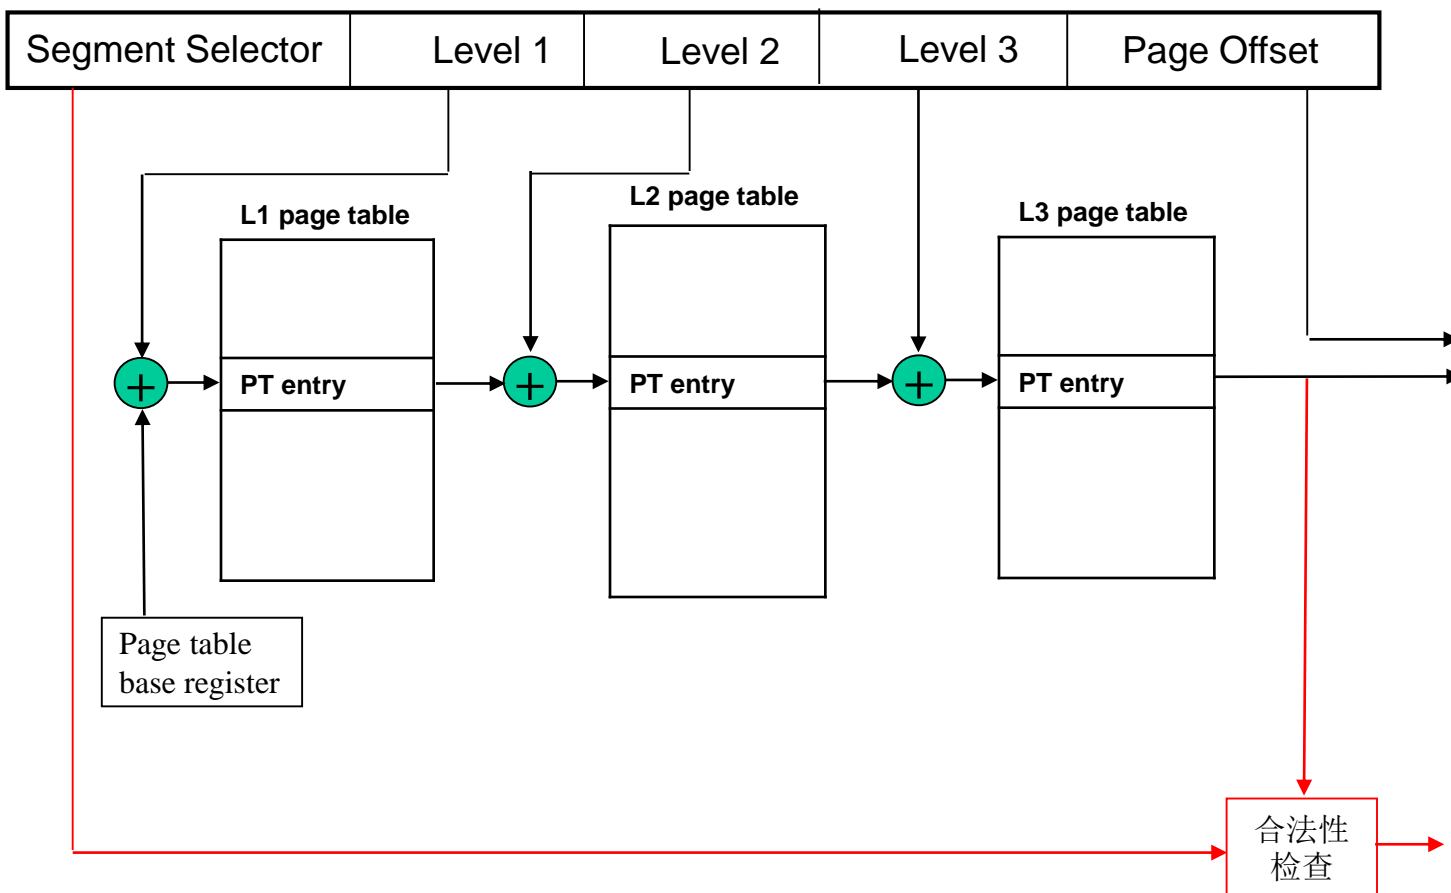 Segment Selector Level 1 Level 2 Level 3 Page Offset
L1 page table
L2 page table
L3 page table
+
PT entry
+
PT entry
+
PT entry
Page table
base register
合法性
检查